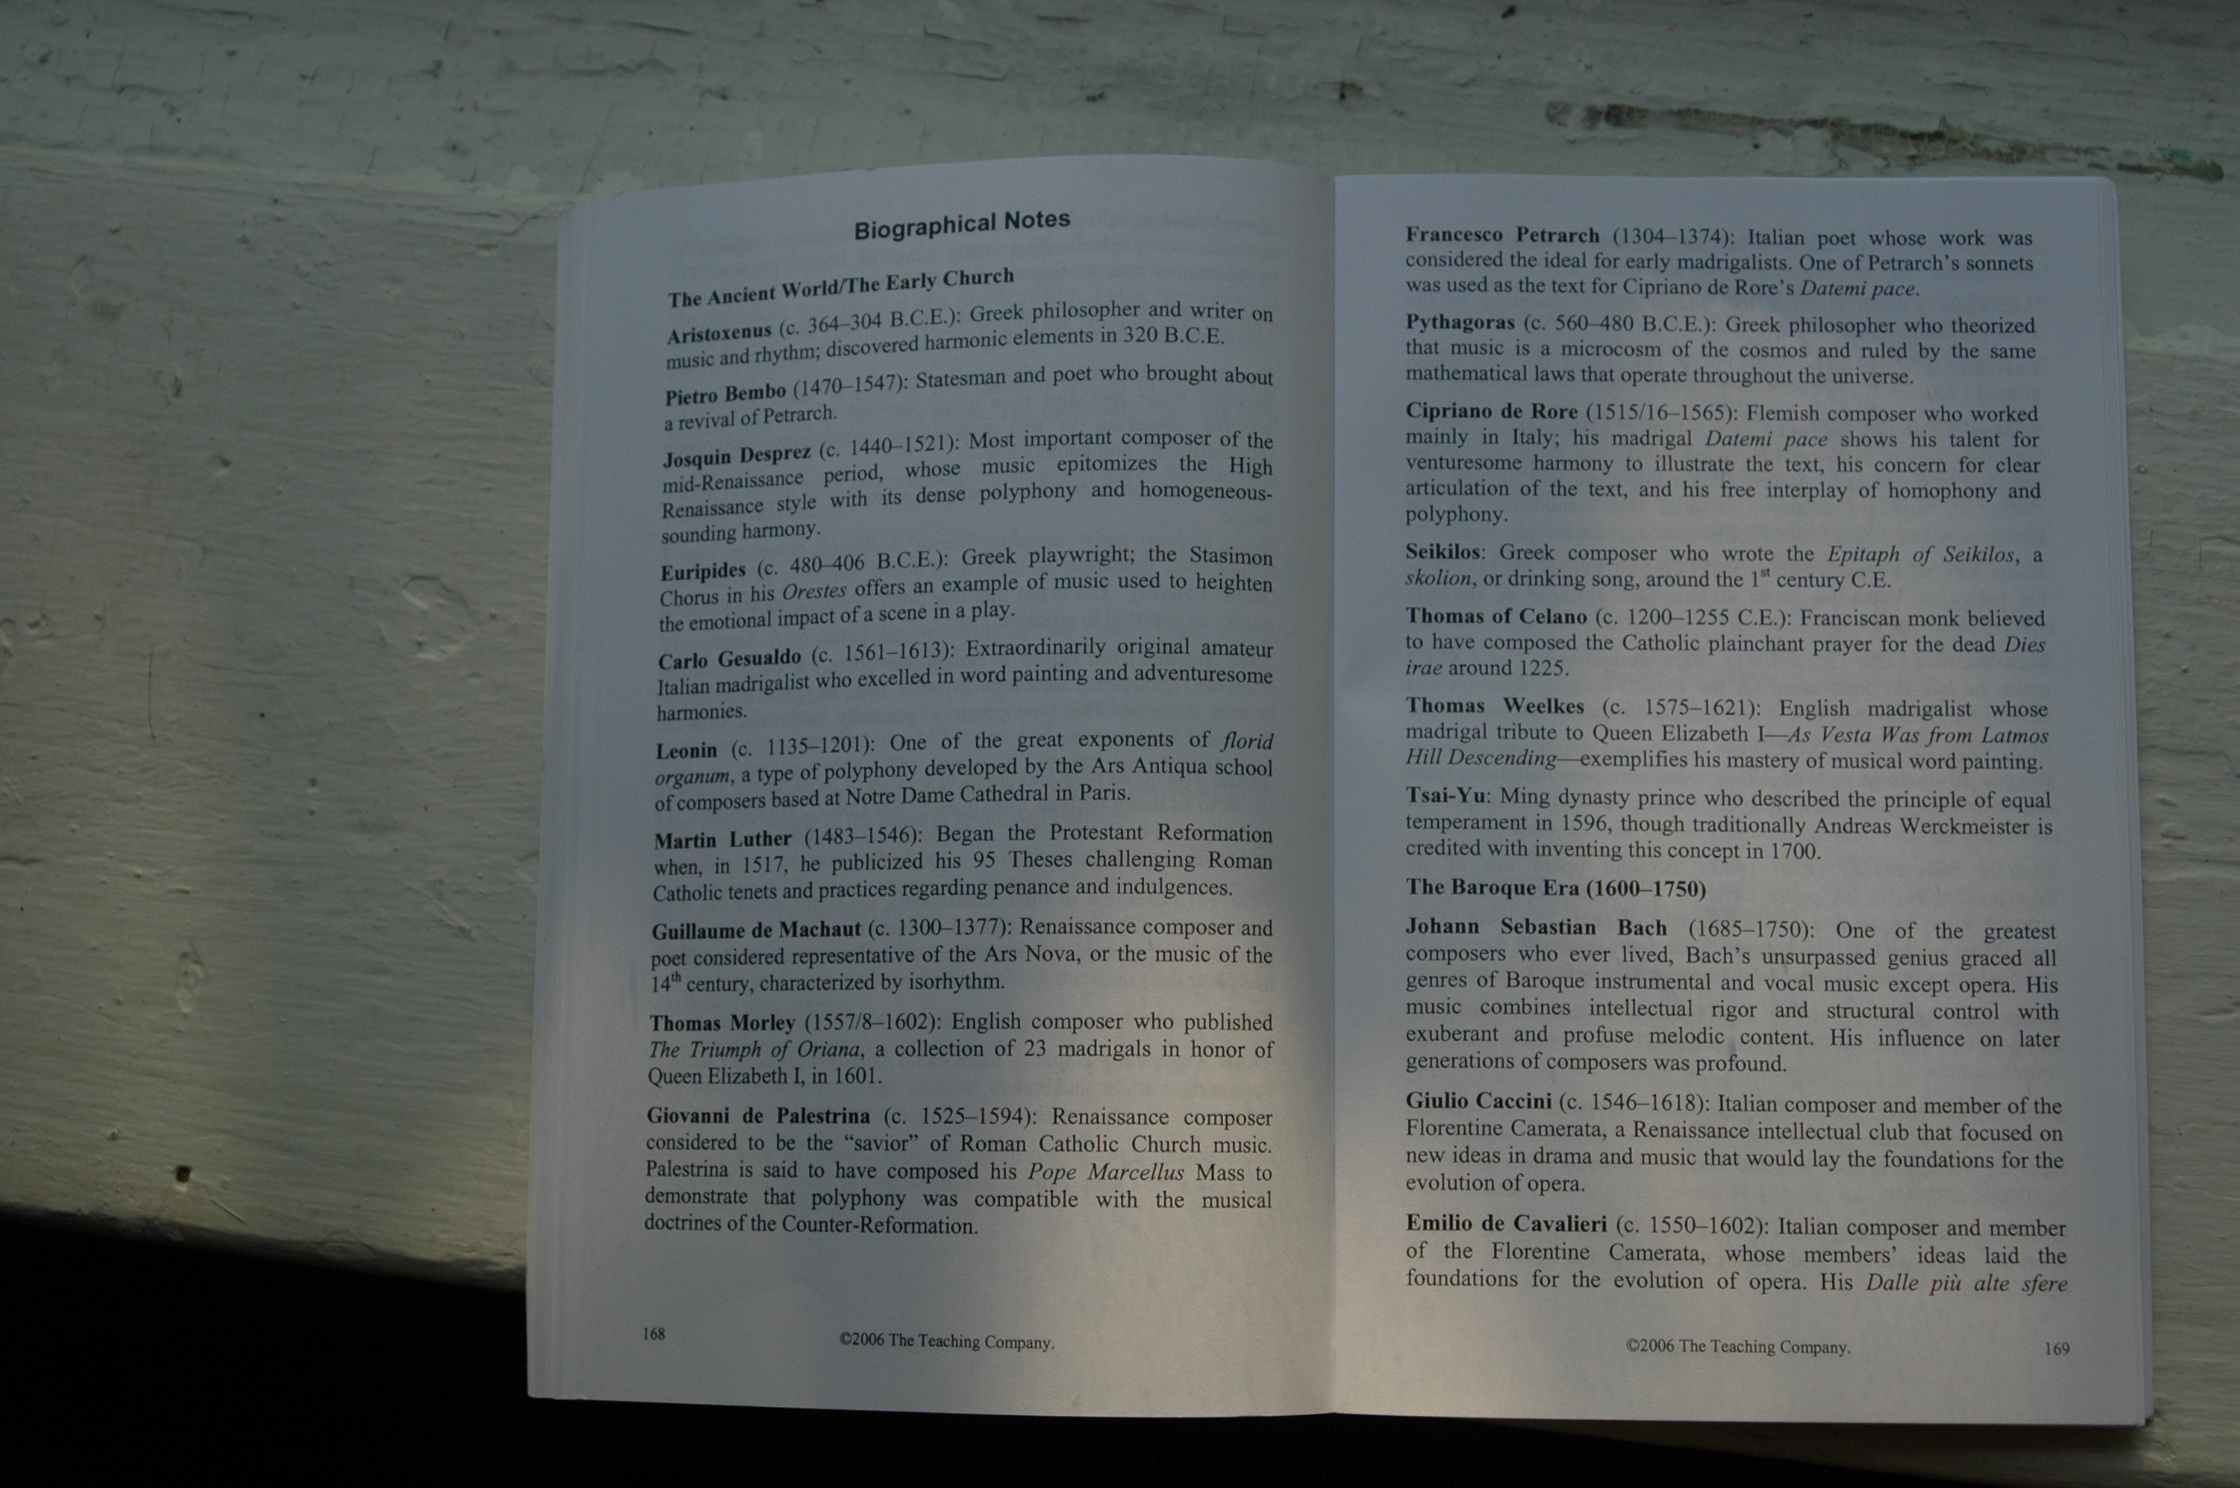 Biographical Notes
The Ancient World/The Early Church
Aristoxenus (c. 364–304 B.C.E.): Greek philosopher and writer on
music and rhythm; discovered harmonic elements in 320 B.C.E.
Pietro Bembo (1470–1547): Statesman and poet who brought about
a revival of Petrarch.
Josquin Desprez (c. 1440–1521): Most important composer of the
mid-Renaissance period, whose music epitomizes the High
Renaissance style with its dense polyphony and homogeneous-
sounding harmony.
Euripides (c. 480–406 B.C.E.): Greek playwright; the Stasimon
Chorus in his Orestes offers an example of music used to heighten
the emotional impact of a scene in a play.
Carlo Gesualdo (c. 1561–1613): Extraordinarily original amateur
Italian madrigalist who excelled in word painting and adventuresome
harmonies.
Leonin (c. 1135–1201): One of the great exponents of florid
organum, a type of polyphony developed by the Ars Antiqua school
of composers based at Notre Dame Cathedral in Paris.
Martin Luther (1483–1546): Began the Protestant Reformation
when, in 1517, he publicized his 95 Theses challenging Roman
Catholic tenets and practices regarding penance and indulgences.
Guillaume de Machaut (c. 1300–1377): Renaissance composer and
poet considered representative of the Ars Nova, or the music of the
14th century, characterized by isorhythm.
Thomas Morley (1557/8–1602): English composer who published
The Triumph of Oriana, a collection of 23 madrigals in honor of
Queen Elizabeth I, in 1601.
Giovanni de Palestrina (c. 1525–1594): Renaissance composer
considered to be the “savior” of Roman Catholic Church music.
Palestrina is said to have composed his Pope Marcellus Mass to
demonstrate that polyphony was compatible with the musical
doctrines of the Counter-Reformation.
168
©2006 The Teaching Company.
Francesco Petrarch (1304–1374): Italian poet whose work was
considered the ideal for early madrigalists. One of Petrarch’s sonnets
was used as the text for Cipriano de Rore’s Datemi pace.
Pythagoras (c. 560–480 B.C.E.): Greek philosopher who theorized
that music is a microcosm of the cosmos and ruled by the same
mathematical laws that operate throughout the universe.
Cipriano de Rore (1515/16–1565): Flemish composer who worked
mainly in Italy; his madrigal Datemi pace shows his talent for
venturesome harmony to illustrate the text, his concern for clear
articulation of the text, and his free interplay of homophony and
polyphony.
Seikilos: Greek composer who wrote the Epitaph of Seikilos, a
skolion, or drinking song, around the 1st century C.E.
Thomas of Celano (c. 1200–1255 C.E.): Franciscan monk believed
to have composed the Catholic plainchant prayer for the dead Dies
irae around 1225.
Thomas Weelkes (c. 1575–1621): English madrigalist whose
madrigal tribute to Queen Elizabeth I—As Vesta Was from Latmos
Hill Descending—exemplifies his mastery of musical word painting.
Tsai-Yu: Ming dynasty prince who described the principle of equal
temperament in 1596, though traditionally Andreas Werckmeister is
credited with inventing this concept in 1700.
The Baroque Era (1600–1750)
Johann Sebastian Bach (1685–1750): One of the greatest
composers who ever lived, Bach’s unsurpassed genius graced all
genres of Baroque instrumental and vocal music except opera. His
music combines intellectual rigor and structural control with
exuberant and profuse melodic content. His influence on later
generations of composers was profound.
Giulio Caccini (c. 1546–1618): Italian composer and member of the
Florentine Camerata, a Renaissance intellectual club that focused on
new ideas in drama and music that would lay the foundations for the
evolution of opera.
Emilio de Cavalieri (c. 1550–1602): Italian composer and member
of the Florentine Camerata, whose members’ ideas laid the
foundations for the evolution of opera. His Dalle più alte sfere
©2006 The Teaching Company.
169